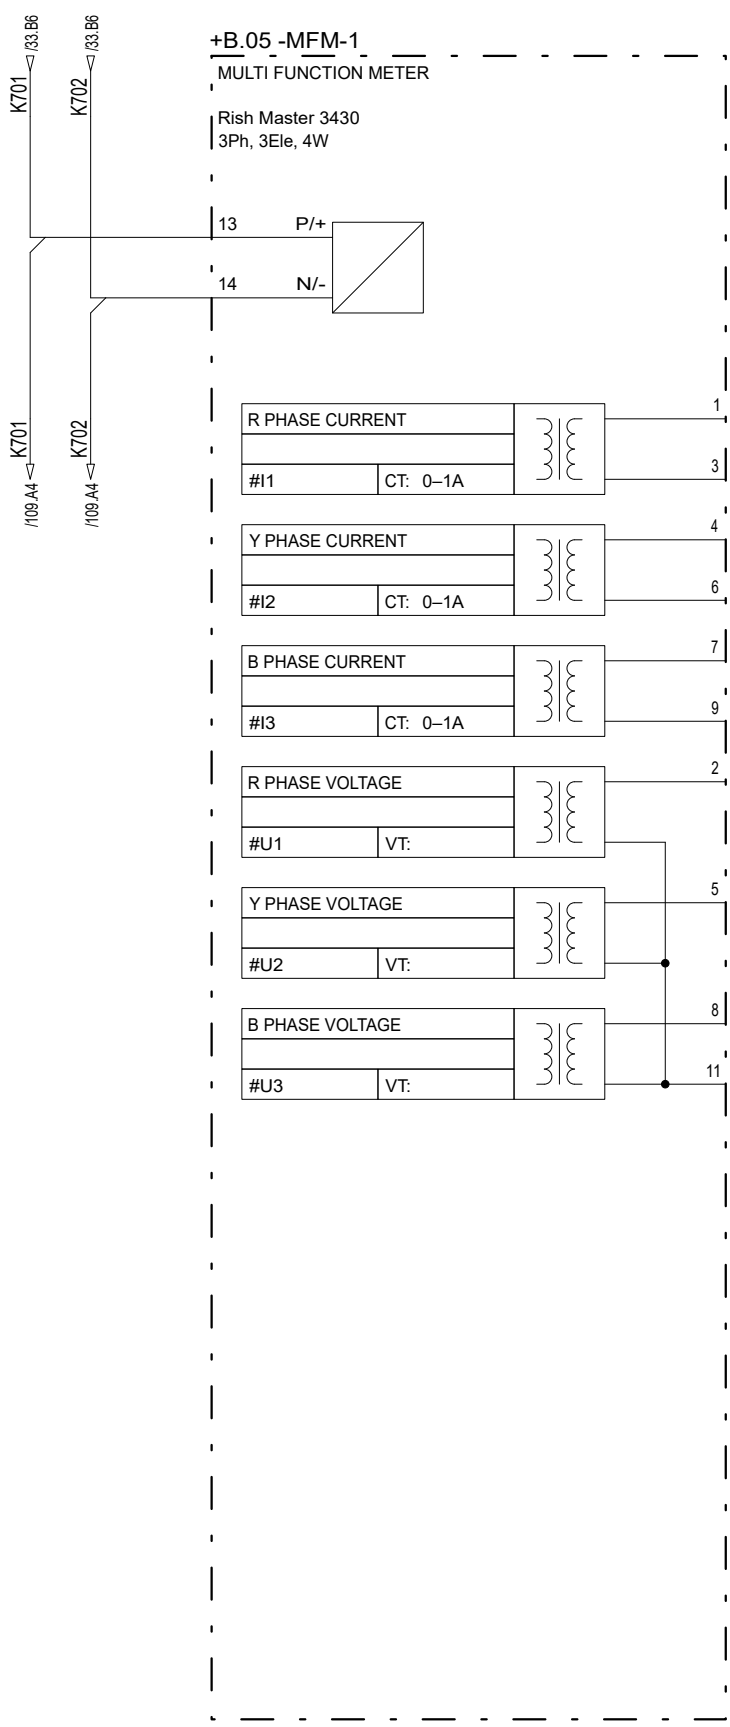 /33.B6
/33.B6
K701
K702
+B.05 -MFM-1
MULTI FUNCTION METER
Rish Master 3430
3Ph, 3Ele, 4W
13 P/+
14 N/-
K701
K702
/109.A4
/109.A4
R PHASE CURRENT
#I1 CT: 0–1A
1
3
Y PHASE CURRENT
#I2 CT: 0–1A
4
6
B PHASE CURRENT
#I3 CT: 0–1A
7
9
R PHASE VOLTAGE
#U1 VT:
2
Y PHASE VOLTAGE
#U2 VT:
5
B PHASE VOLTAGE
#U3 VT:
8
11